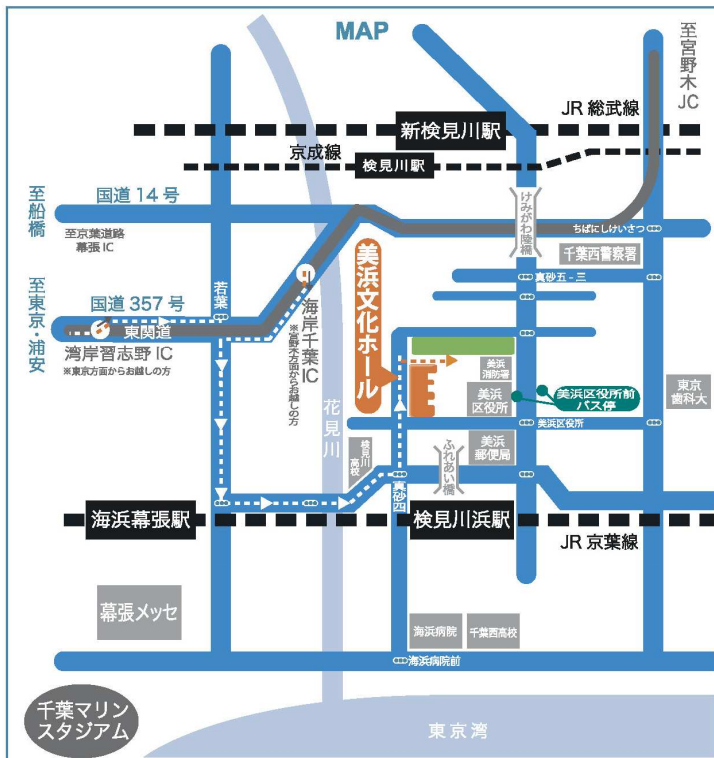 MAP
至宮野木JC
JR 総武線
新検見川駅
京成線
検見川駅
至船橋
国道 14 号
至京葉道路
幕張 IC
けみがわ陸橋
ちばにしけいさつ
千葉西警察署
真砂五 - 三
至東京・浦安
国道 357 号
若葉
東関道
湾岸習志野 IC
※東京方面からお越しの方
海岸千葉IC
※宮野木方面からお越しの方
美浜文化ホール
美浜
消防署
美浜
区役所
美浜区役所前
バス停
東京
歯科大
花見川
美浜区役所
検見川
高校
ふれあい橋
美浜
郵便局
真砂四
海浜幕張駅
検見川浜駅
JR 京葉線
幕張メッセ
海浜病院
千葉西高校
海浜病院前
千葉マリン
スタジアム
東京湾